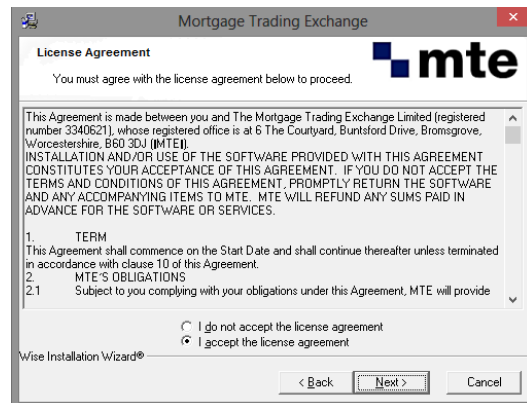 Mortgage Trading Exchange
License Agreement
You must agree with the license agreement below to proceed.
mte
This Agreement is made between you and The Mortgage Trading Exchange Limited (registered
number 3340621), whose registered office is at 6 The Courtyard, Buntsford Drive, Bromsgrove,
Worcestershire, B60 3DJ (|MTE|).
INSTALLATION AND/OR USE OF THE SOFTWARE PROVIDED WITH THIS AGREEMENT
CONSTITUTES YOUR ACCEPTANCE OF THIS AGREEMENT.  IF YOU DO NOT ACCEPT THE
TERMS AND CONDITIONS OF THIS AGREEMENT, PROMPTLY RETURN THE SOFTWARE
AND ANY ACCOMPANYING ITEMS TO MTE.  MTE WILL REFUND ANY SUMS PAID IN
ADVANCE FOR THE SOFTWARE OR SERVICES.
1. TERM
This Agreement shall commence on the Start Date and shall continue thereafter unless terminated
in accordance with clause 10 of this Agreement.
2. MTE'S OBLIGATIONS
2.1 Subject to you complying with your obligations under this Agreement, MTE will provide
I do not accept the license agreement
I accept the license agreement
Wise Installation Wizard®
< Back Next > Cancel